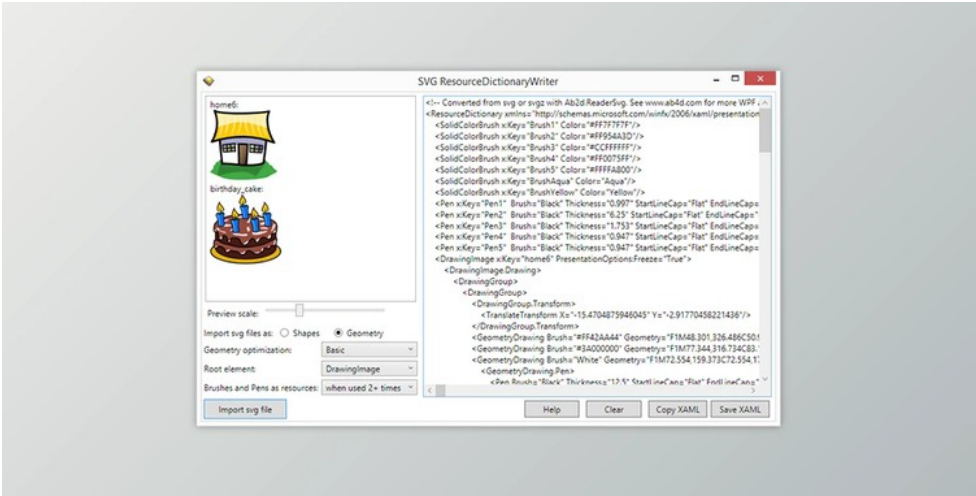 SVG ResourceDictionaryWriter
home6:
birthday_cake:
Preview scale:
Import svg files as: Shapes Geometry
Geometry optimization: Basic
Root element: DrawingImage
Brushes and Pens as resources: when used 2+ times
Import svg file
<!-- Converted from svg or svgz with Ab2d.ReaderSvg. See www.ab4d.com for more WPF
<ResourceDictionary xmlns="http://schemas.microsoft.com/winfx/2006/xaml/presentation
<SolidColorBrush x:Key="Brush1" Color="#FF7F7F7F"/>
<SolidColorBrush x:Key="Brush2" Color="#FF954A3D"/>
<SolidColorBrush x:Key="Brush3" Color="#CCFFFFFF"/>
<SolidColorBrush x:Key="Brush4" Color="#FF0075FF"/>
<SolidColorBrush x:Key="Brush5" Color="#FFFFA800"/>
<SolidColorBrush x:Key="BrushAqua" Color="Aqua"/>
<SolidColorBrush x:Key="BrushYellow" Color="Yellow"/>
<Pen x:Key="Pen1" Brush="Black" Thickness="0.997" StartLineCap="Flat" EndLineCap=
<Pen x:Key="Pen2" Brush="Black" Thickness="6.25" StartLineCap="Flat" EndLineCap="
<Pen x:Key="Pen3" Brush="Black" Thickness="1.753" StartLineCap="Flat" EndLineCap=
<Pen x:Key="Pen4" Brush="Black" Thickness="0.947" StartLineCap="Flat" EndLineCap=
<Pen x:Key="Pen5" Brush="Black" Thickness="0.947" StartLineCap="Flat" EndLineCap=
<DrawingImage x:Key="home6" PresentationOptions:Freeze="True">
<DrawingImage.Drawing>
<DrawingGroup>
<DrawingGroup>
<DrawingGroup.Transform>
<TranslateTransform X="-15.4704875946045" Y="-2.91770458221436"/>
</DrawingGroup.Transform>
<GeometryDrawing Brush="#FF42AA44" Geometry="F1M48.301,326.486C50.
<GeometryDrawing Brush="#3A000000" Geometry="F1M77.344,316.734C83.
<GeometryDrawing Brush="White" Geometry="F1M72.554,159.373C72.554,1
<GeometryDrawing.Pen>
<Pen Brush="Black" Thickness="12.5" StartLineCap="Flat" EndLineCap="
Help
Clear
Copy XAML
Save XAML